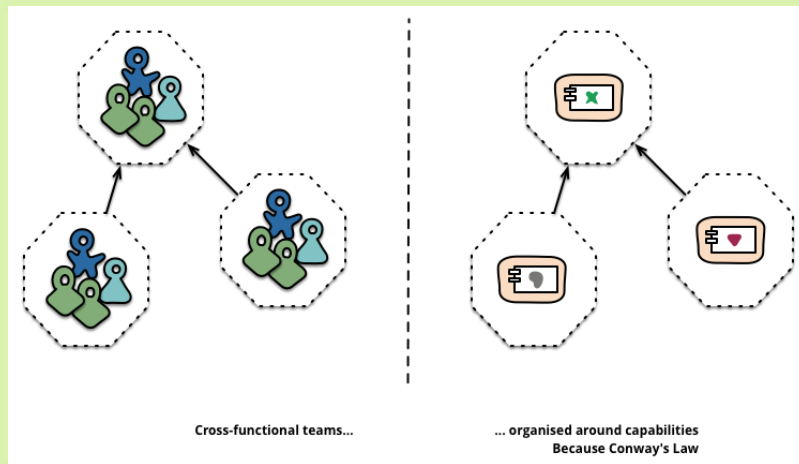 Cross-functional teams...
... organised around capabilities
Because Conway's Law